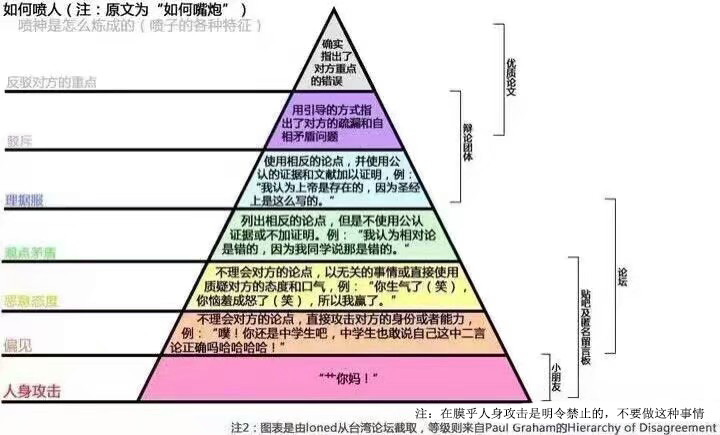 如何喷人（注：原文为“如何嘴炮”）
喷神是怎么炼成的（喷子的各种特征）
确实
指出了
对方重点
的错误
反驳对方的重点
用引导的方式指
出了对方的疏漏和自
相矛盾问题
驳斥
使用相反的论点，并使用公
认的证据和文献加以证明，例：
“我认为上帝是存在的，因为圣经
上是这么写的。”
理据服
列出相反的论点，但是不使用公认
证据或不加证明。例：“我认为相对论
是错的，因为我同学说那是错的。”
观点矛盾
不理会对方的论点，以无关的事情或直接使用
质疑对方的态度和口气，例：“你生气了（笑），
你恼羞成怒了（笑），所以我赢了。”
恶意态度
不理会对方的论点，直接攻击对方的身份或者能力，
例：“噗！你还是中学生吧，中学生也敢说自己这中二言
论正确吗哈哈哈哈！”
偏见
“艹你妈！”
人身攻击
优质论文
辩论团体
论坛
贴吧及匿名留言板
小朋友
注：在膜乎人身攻击是明令禁止的，不要做这种事情
注2：图表是由loned从台湾论坛截取，等级则来自Paul Graham的Hierarchy of Disagreement